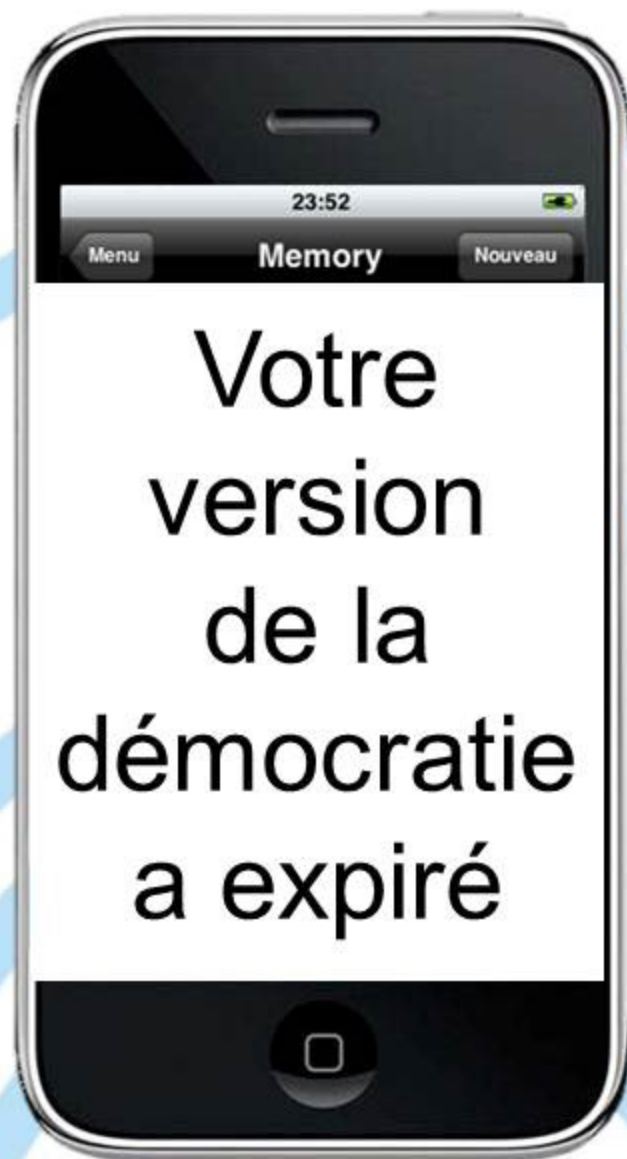 23:52
Menu Memory Nouveau
Votre
version
de la
démocratie
a expiré